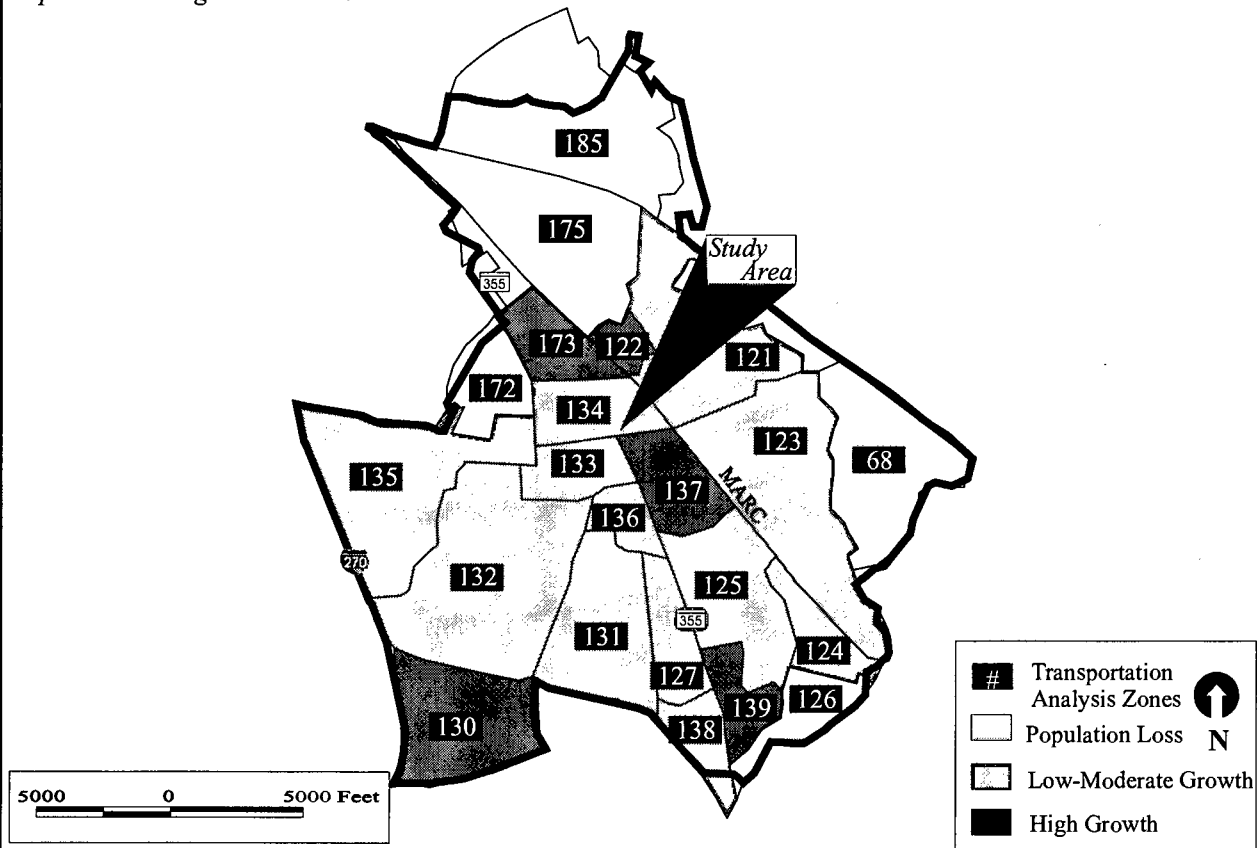 185
175
Study
Area
355
173
122
121
172
134
123
68
133
135
137
MARC
136
270
132
125
355
131
124
127
126
139
130
138
# Transportation
Analysis Zones
Population Loss
N
Low-Moderate Growth
High Growth
5000 0 5000 Feet